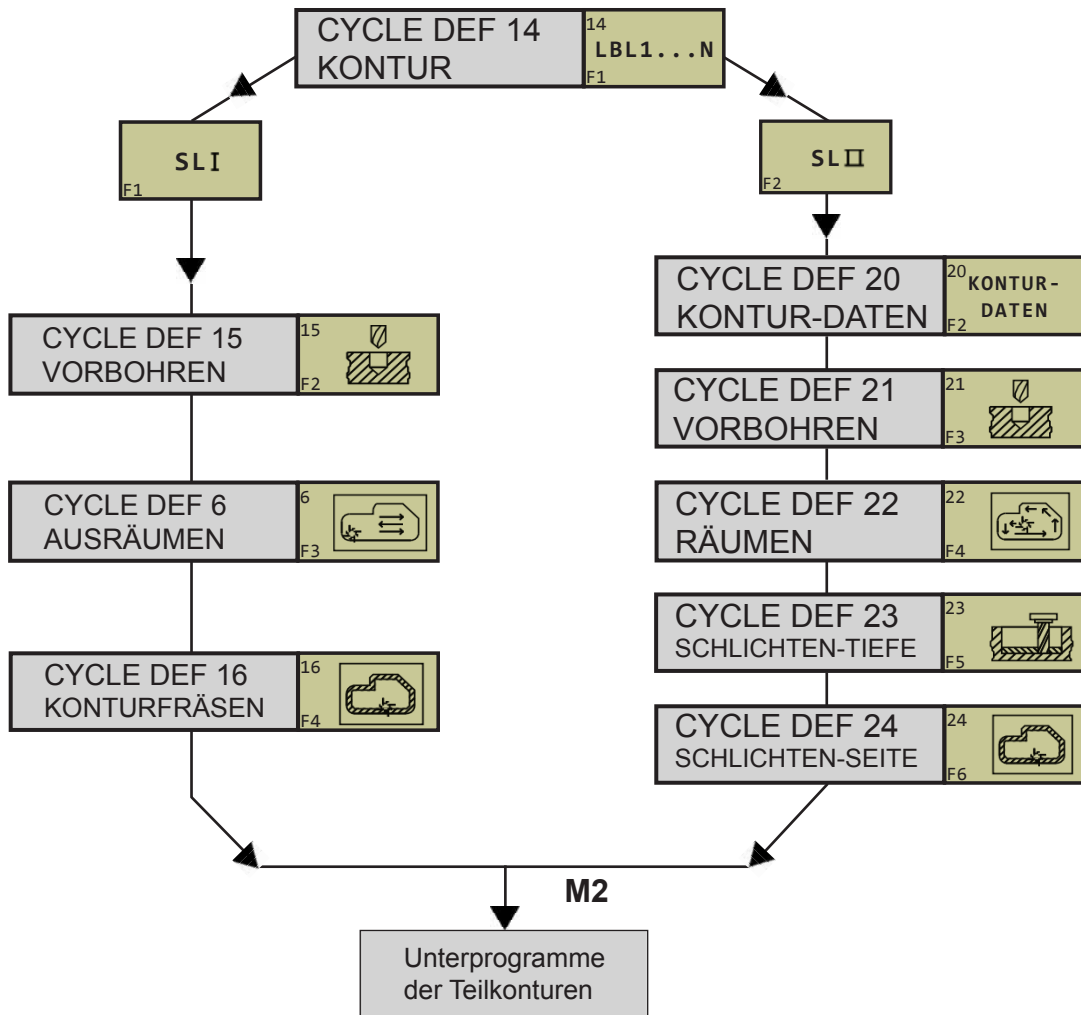 CYCLE DEF 14
KONTUR
14
LBL1...N
F1
SLI
F1
SLII
F2
CYCLE DEF 15
VORBOHREN
15
F2
CYCLE DEF 6
AUSRÄUMEN
6
F3
CYCLE DEF 16
KONTURFRÄSEN
16
F4
CYCLE DEF 20
KONTUR-DATEN
20
KONTUR-
DATEN
F2
CYCLE DEF 21
VORBOHREN
21
F3
CYCLE DEF 22
RÄUMEN
22
F4
CYCLE DEF 23
SCHLICHTEN-TIEFE
23
F5
CYCLE DEF 24
SCHLICHTEN-SEITE
24
F6
M2
Unterprogramme
der Teilkonturen